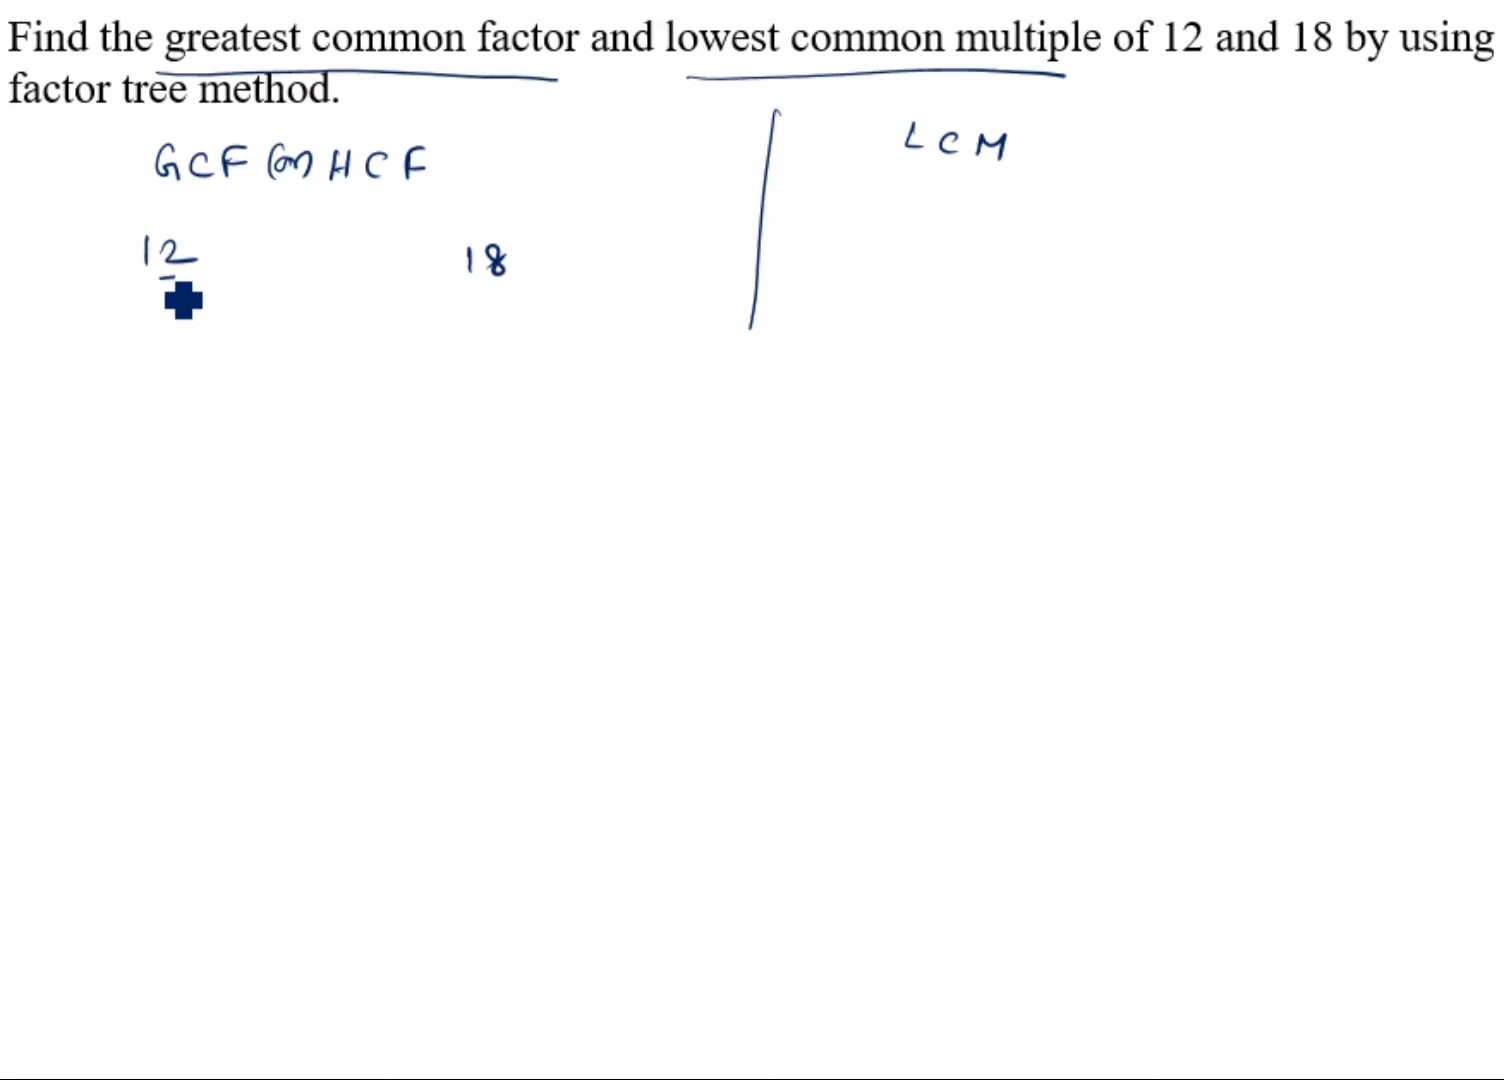 Find the greatest common factor and lowest common multiple of 12 and 18 by using
factor tree method.
GCF (or) HCF
LCM
12
18